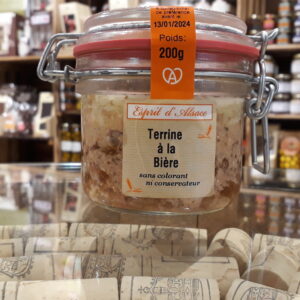 13/01/2024
Poids:
200g
Esprit d'Alsace
Terrine
à la
Bière
sans colorant
ni conservateur